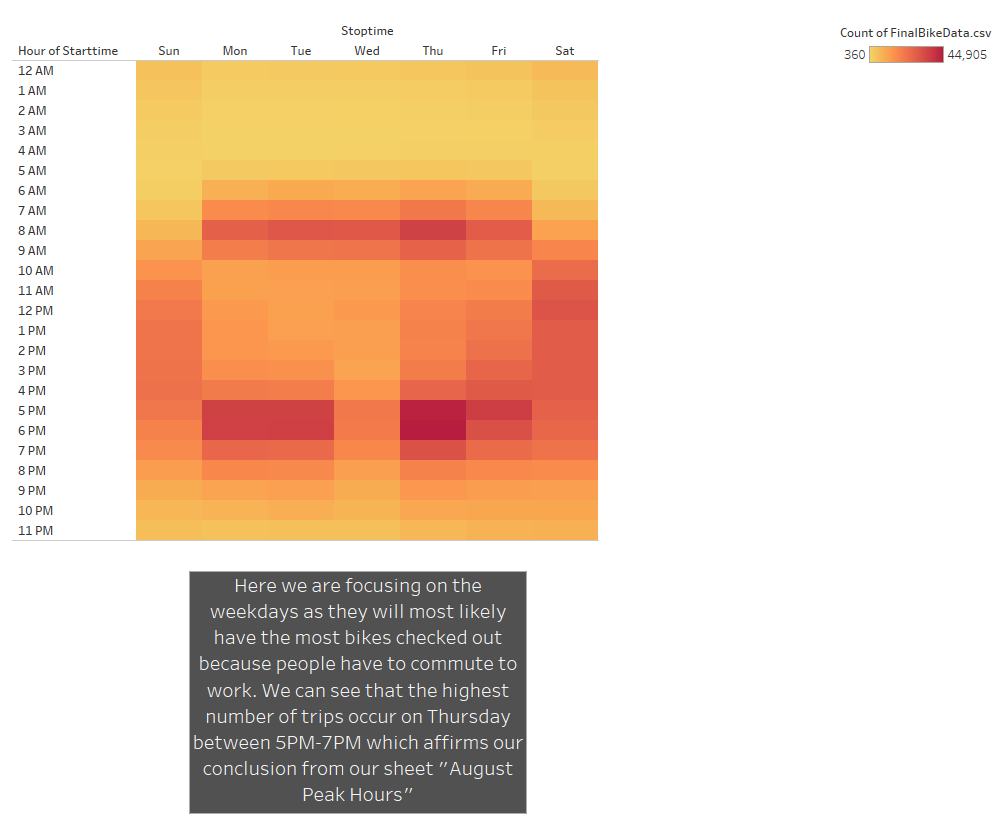 Stoptime
Count of FinalBikeData.csv
Hour of Starttime Sun Mon Tue Wed Thu Fri Sat
360 44,905
12 AM
1 AM
2 AM
3 AM
4 AM
5 AM
6 AM
7 AM
8 AM
9 AM
10 AM
11 AM
12 PM
1 PM
2 PM
3 PM
4 PM
5 PM
6 PM
7 PM
8 PM
9 PM
10 PM
11 PM
Here we are focusing on the
weekdays as they will most likely
have the most bikes checked out
because people have to commute to
work. We can see that the highest
number of trips occur on Thursday
between 5PM-7PM which affirms our
conclusion from our sheet "August
Peak Hours"